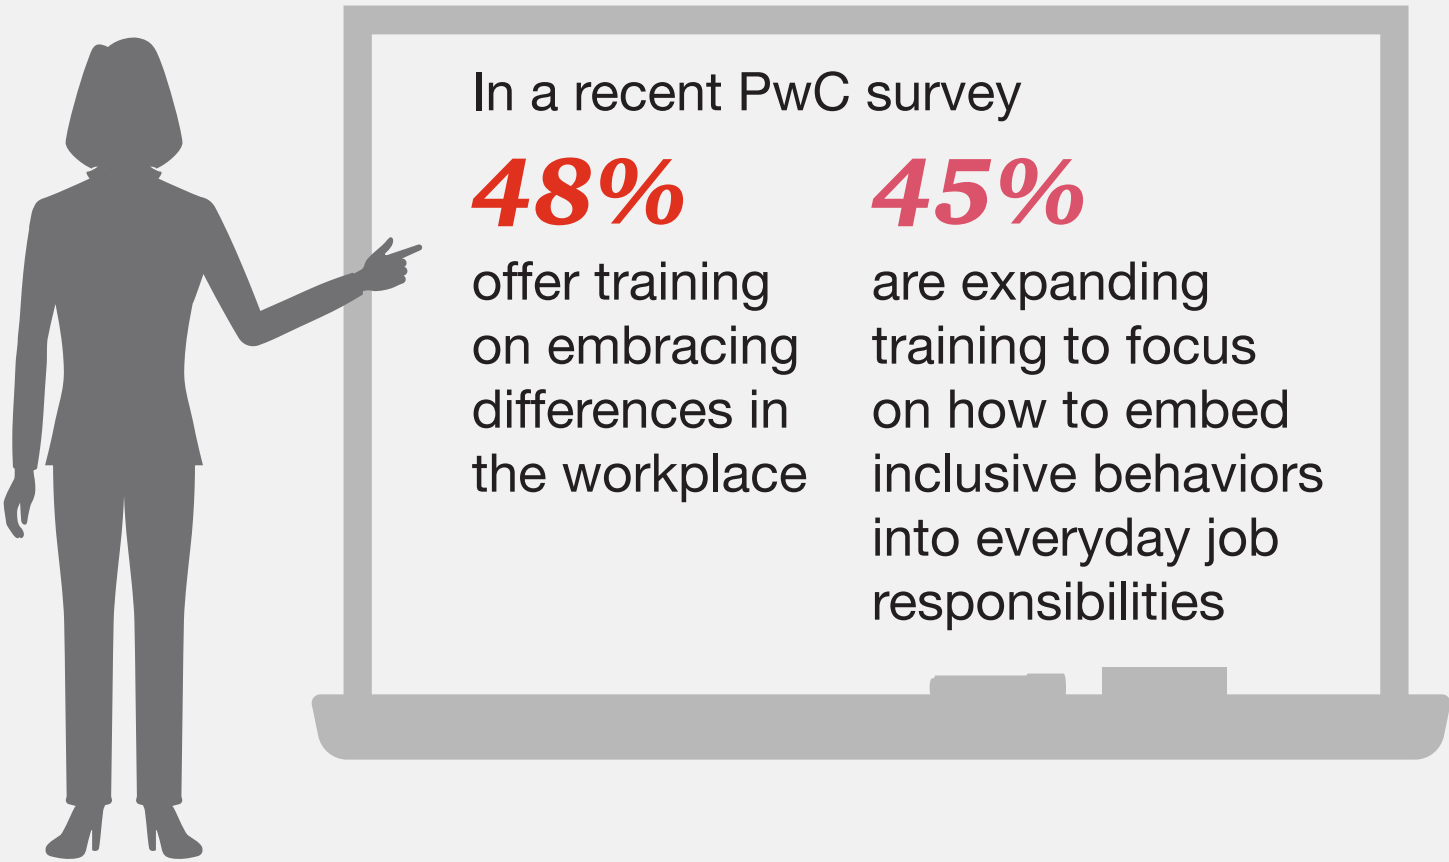 In a recent PwC survey
48%
offer training
on embracing
differences in
the workplace
45%
are expanding
training to focus
on how to embed
inclusive behaviors
into everyday job
responsibilities